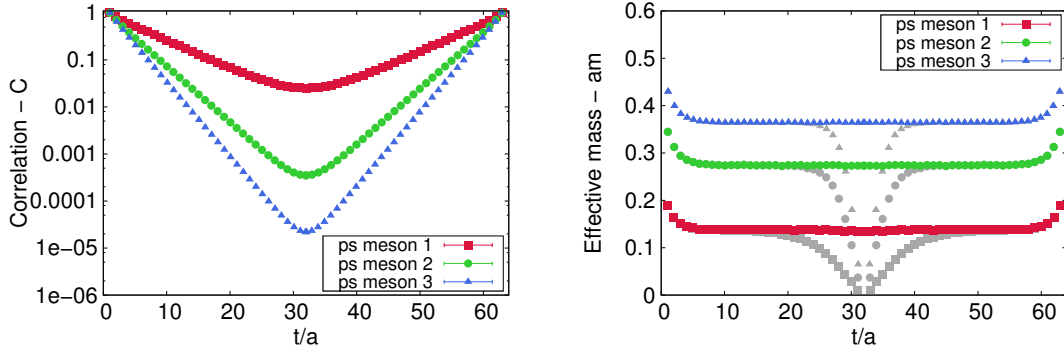 1
0.1
0.01
0.001
0.0001
1e−05
1e−06
0 10 20 30 40 50 60
Correlation − C
t/a
ps meson 1
ps meson 2
ps meson 3
0.6
0.5
0.4
0.3
0.2
0.1
0
0 10 20 30 40 50 60
Effective mass − am
t/a
ps meson 1
ps meson 2
ps meson 3